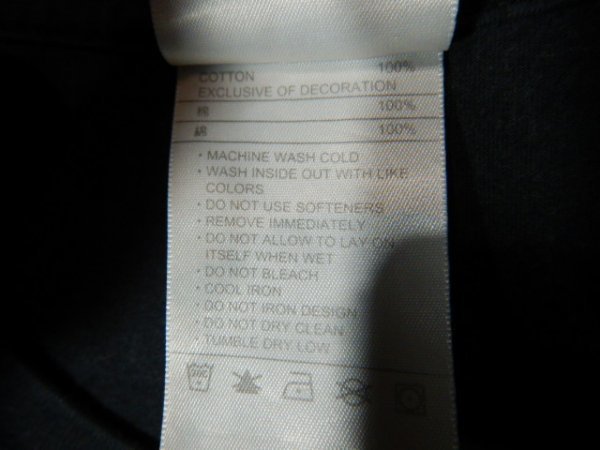 COTTON 100%
EXCLUSIVE OF DECORATION
棉 100%
綿 100%
• MACHINE WASH COLD
• WASH INSIDE OUT WITH LIKE
COLORS
• DO NOT USE SOFTENERS
• REMOVE IMMEDIATELY
• DO NOT ALLOW TO LAY ON
ITSELF WHEN WET
• DO NOT BLEACH
• COOL IRON
• DO NOT IRON DESIGN
• DO NOT DRY CLEAN
• TUMBLE DRY LOW